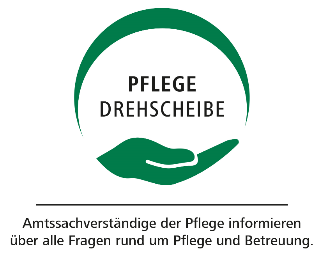 PFLEGE
DREHSCHEIBE
Amtssachverständige der Pflege informieren
über alle Fragen rund um Pflege und Betreuung.